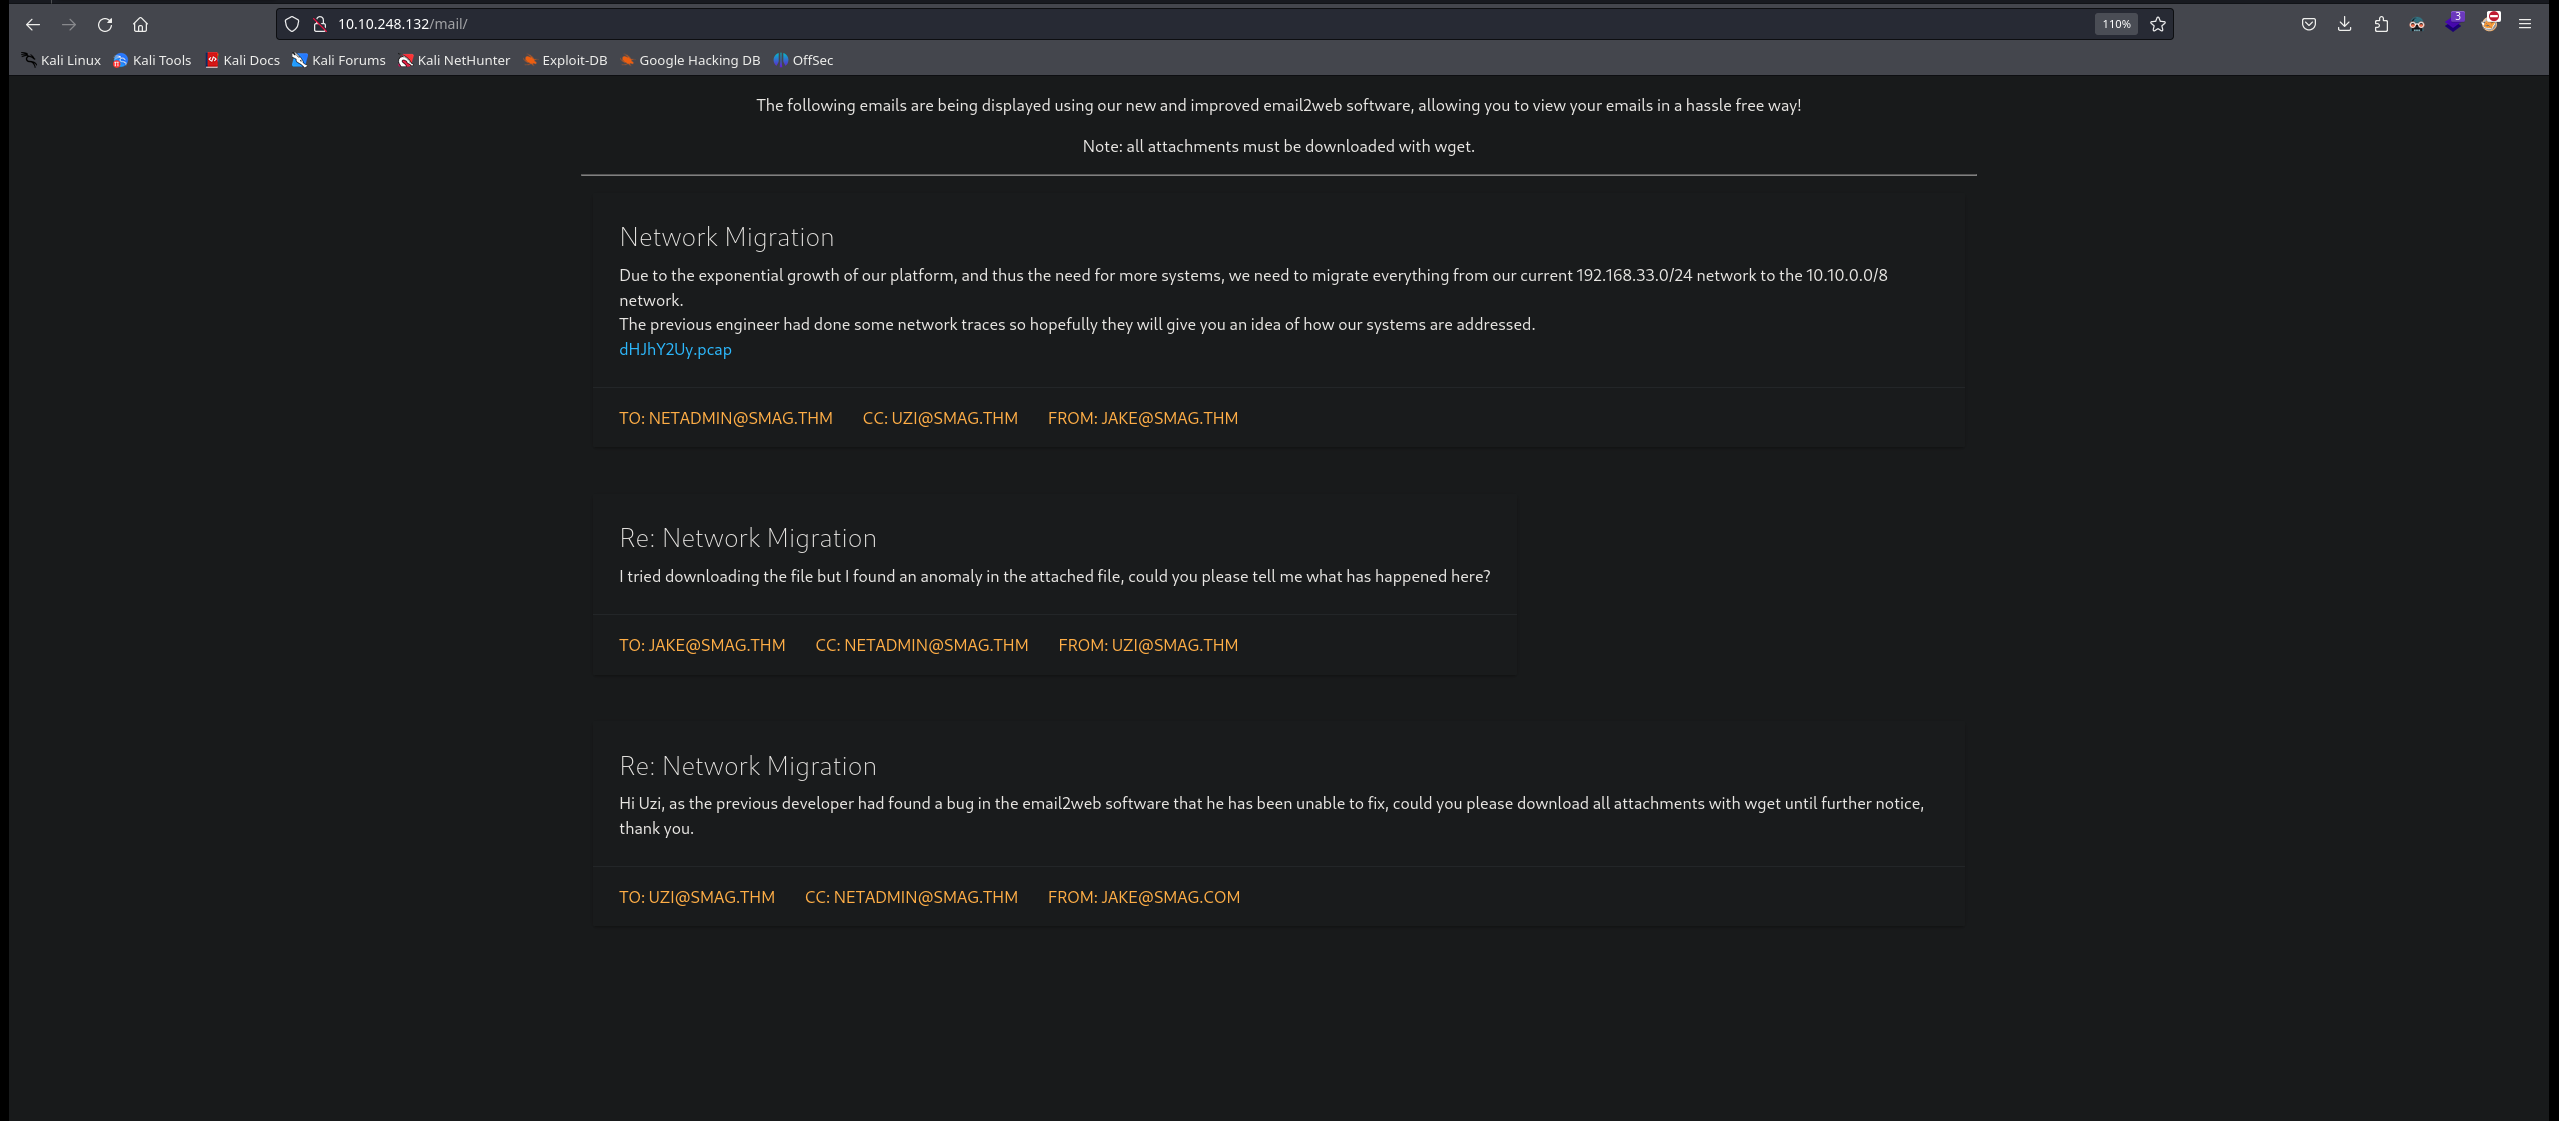 10.10.248.132/mail/
110%
3
Kali Linux Kali Tools Kali Docs Kali Forums Kali NetHunter Exploit-DB Google Hacking DB OffSec
The following emails are being displayed using our new and improved email2web software, allowing you to view your emails in a hassle free way!
Note: all attachments must be downloaded with wget.
Network Migration
Due to the exponential growth of our platform, and thus the need for more systems, we need to migrate everything from our current 192.168.33.0/24 network to the 10.10.0.0/8
network.
The previous engineer had done some network traces so hopefully they will give you an idea of how our systems are addressed.
dHJhY2Uy.pcap
TO: NETADMIN@SMAG.THM CC: UZI@SMAG.THM FROM: JAKE@SMAG.THM
Re: Network Migration
I tried downloading the file but I found an anomaly in the attached file, could you please tell me what has happened here?
TO: JAKE@SMAG.THM CC: NETADMIN@SMAG.THM FROM: UZI@SMAG.THM
Re: Network Migration
Hi Uzi, as the previous developer had found a bug in the email2web software that he has been unable to fix, could you please download all attachments with wget until further notice,
thank you.
TO: UZI@SMAG.THM CC: NETADMIN@SMAG.THM FROM: JAKE@SMAG.COM